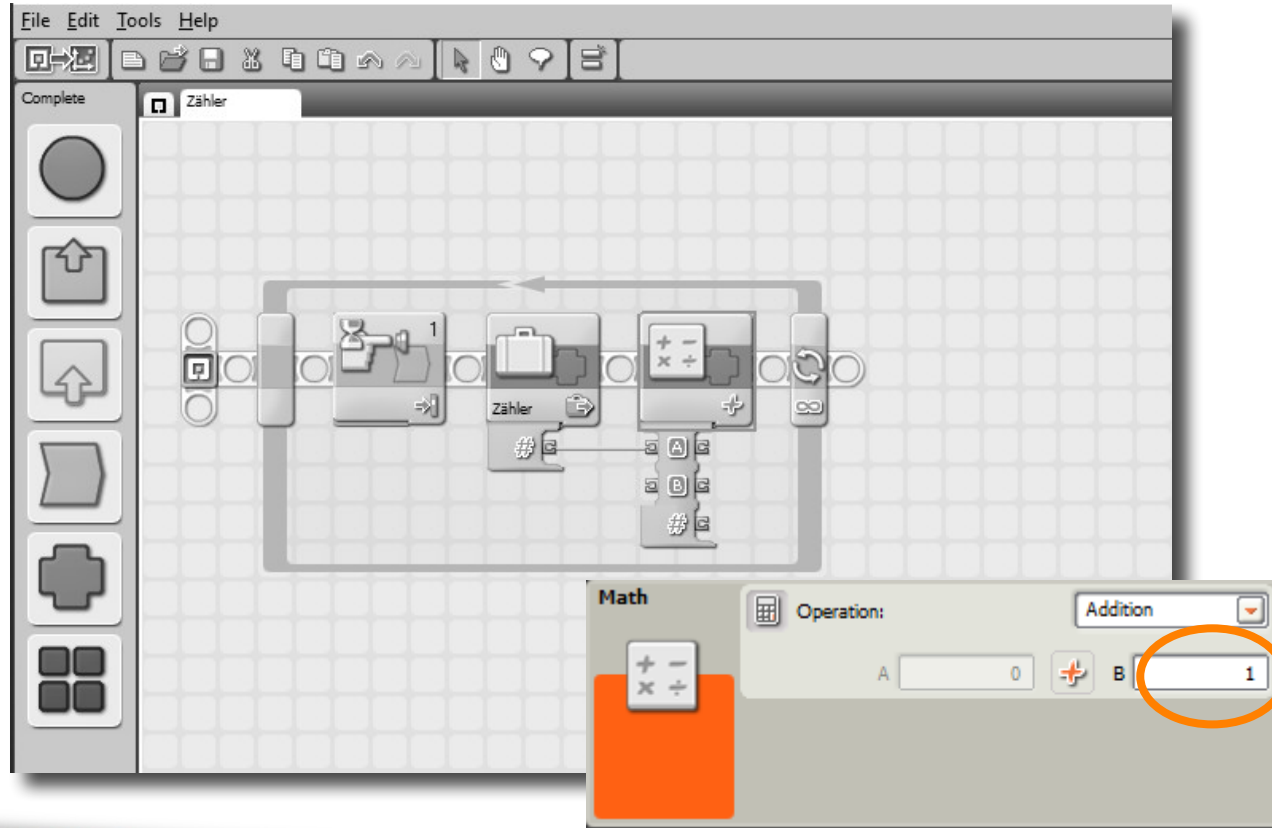 File Edit Tools Help
Complete
Zähler
1
Zähler
#
A
B
#
Math
Operation:
Addition
A
0
B
1